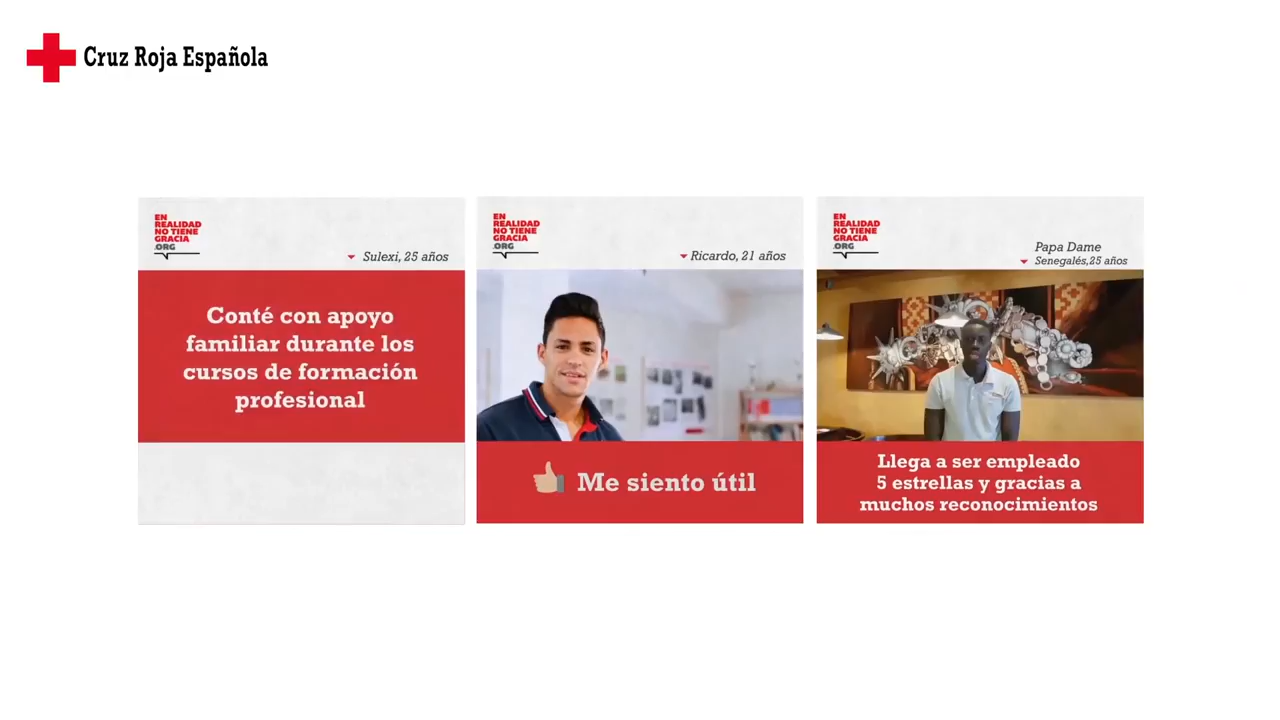 Cruz Roja Española
EN
REALIDAD
NO TIENE
GRACIA
.ORG
Sulexi, 25 años
Conté con apoyo
familiar durante los
cursos de formación
profesional
EN
REALIDAD
NO TIENE
GRACIA
.ORG
Ricardo, 21 años
Me siento útil
EN
REALIDAD
NO TIENE
GRACIA
.ORG
Papa Dame
Senegalés,25 años
Llega a ser empleado
5 estrellas y gracias a
muchos reconocimientos